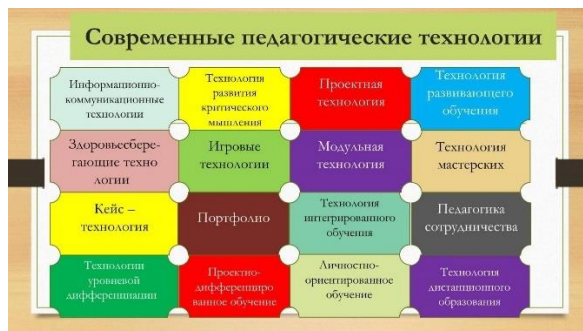 Современные педагогические технологии
Информационно-
коммуникационные
технологии
Технология
развития
критического
мышления
Проектная
технология
Технология
развивающего
обучения
Здоровьесбере-
гающие техно
логии
Игровые
технологии
Модульная
технология
Технология
мастерских
Кейс –
технология
Портфолио
Технология
интегрированного
обучения
Педагогика
сотрудничества
Технологии
уровневой
дифференциации
Проектно-
дифференциро
ванное обучение
Личностно-
ориентированное
обучение
Технология
дистанционного
образования